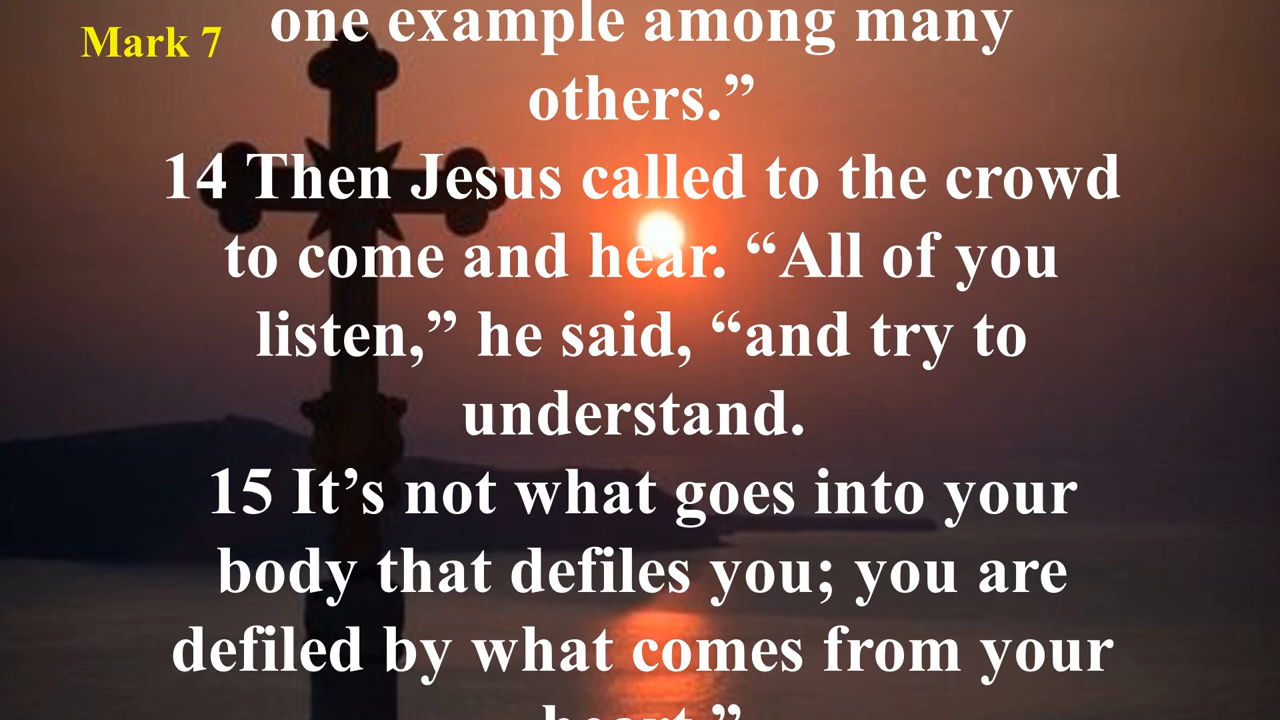 Mark 7
one example among many
others.”
14 Then Jesus called to the crowd
to come and hear. “All of you
listen,” he said, “and try to
understand.
15 It’s not what goes into your
body that defiles you; you are
defiled by what comes from your
heart.”